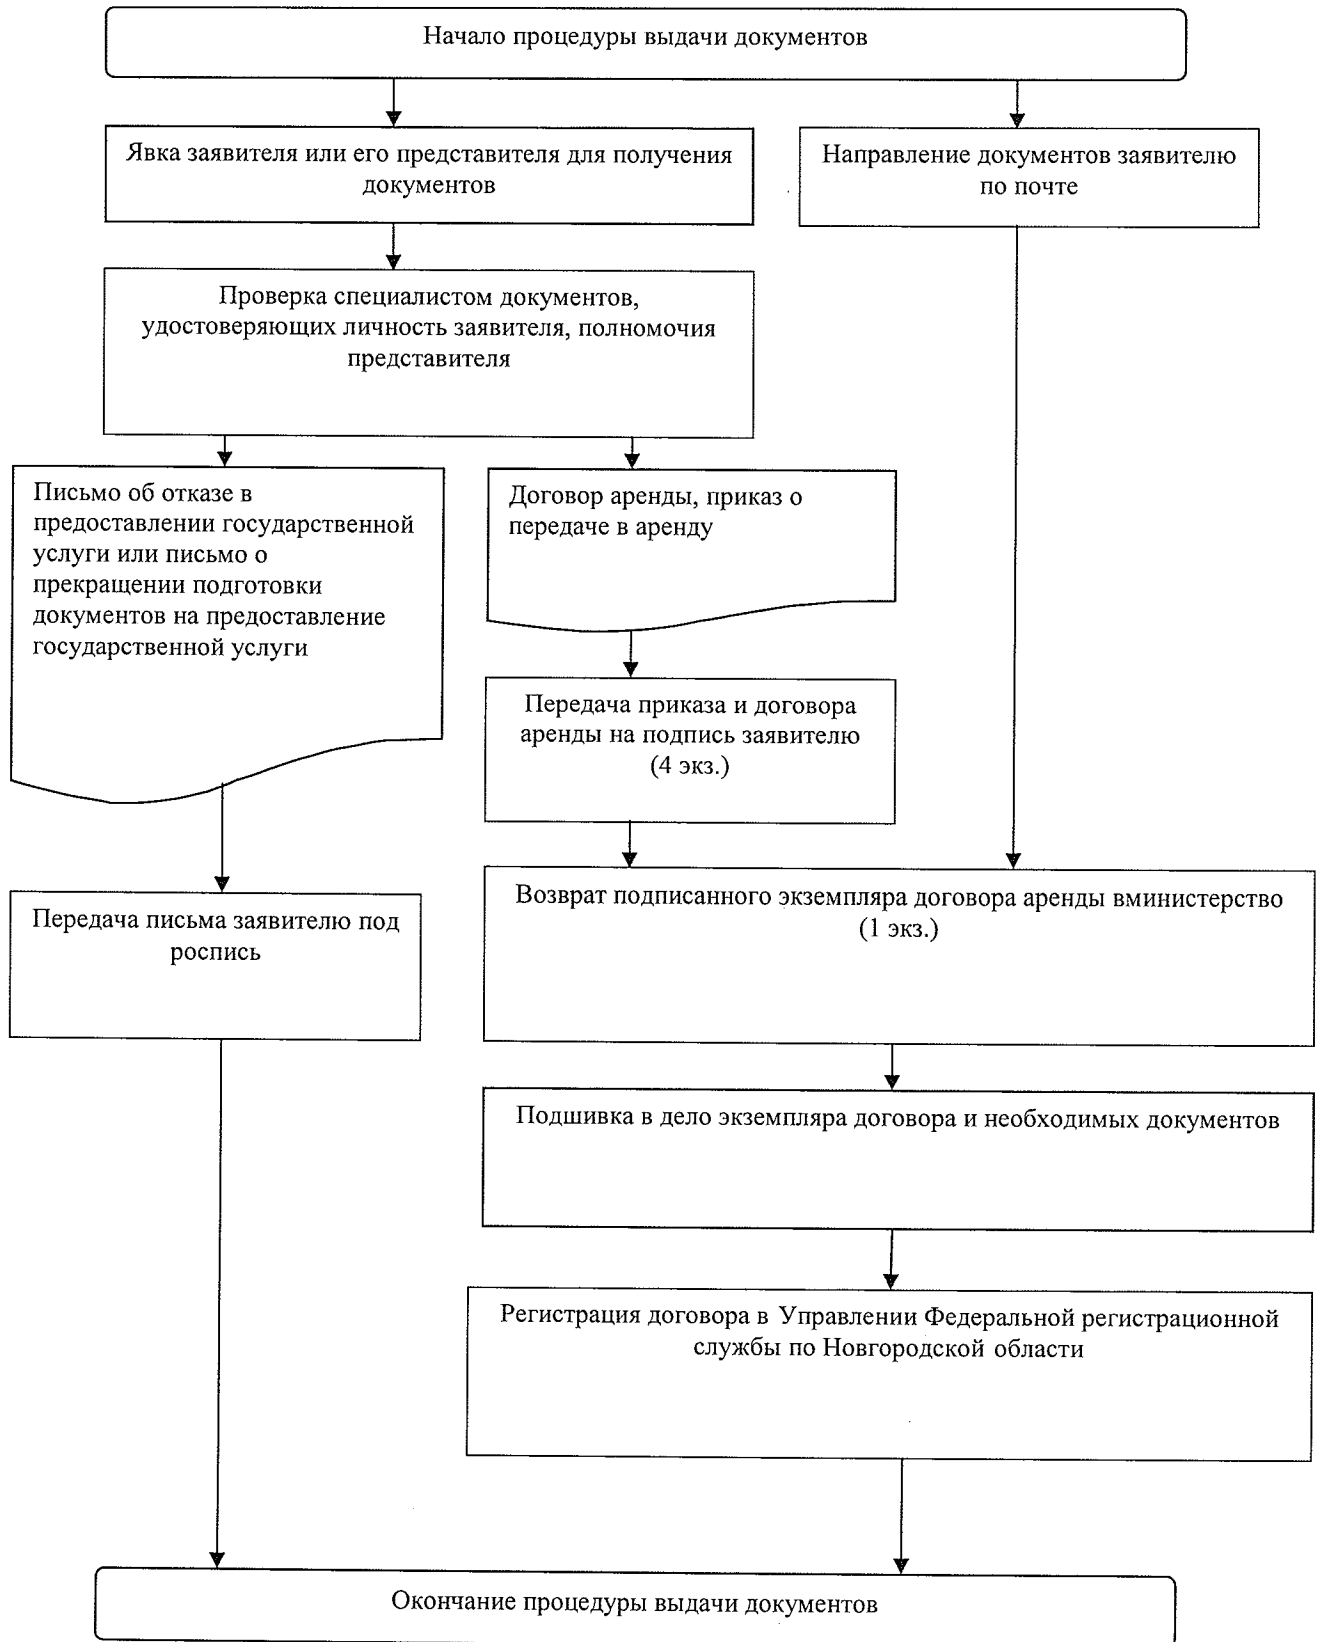 Начало процедуры выдачи документов
Явка заявителя или его представителя для получения
документов
Направление документов заявителю
по почте
Проверка специалистом документов,
удостоверяющих личность заявителя, полномочия
представителя
Письмо об отказе в
предоставлении государственной
услуги или письмо о
прекращении подготовки
документов на предоставление
государственной услуги
Договор аренды, приказ о
передаче в аренду
Передача приказа и договора
аренды на подпись заявителю
(4 экз.)
Передача письма заявителю под
роспись
Возврат подписанного экземпляра договора аренды вминистерство
(1 экз.)
Подшивка в дело экземпляра договора и необходимых документов
Регистрация договора в Управлении Федеральной регистрационной
службы по Новгородской области
Окончание процедуры выдачи документов